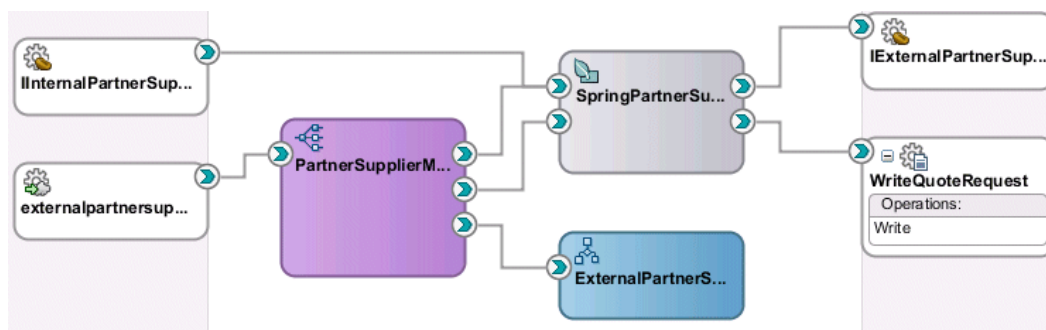 IInternalPartnerSup...
externalpartnersup...
PartnerSupplierM...
SpringPartnerSu...
ExternalPartnerS...
IExternalPartnerSup...
WriteQuoteRequest
Operations:
Write